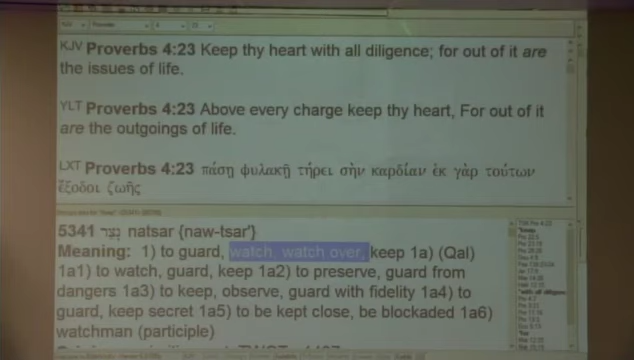 KJV Proverbs 4:23 Keep thy heart with all diligence; for out of it are
the issues of life.
YLT Proverbs 4:23 Above every charge keep thy heart, For out of it
are the outgoings of life.
LXT Proverbs 4:23 πάσῃ φυλακῇ τήρει σὴν καρδίαν ἐκ γὰρ τούτων
ἔξοδοι ζωῆς
5341 נָצַר natsar {naw-tsar'}
Meaning: 1) to guard, watch, watch over, keep 1a) (Qal)
1a1) to watch, guard, keep 1a2) to preserve, guard from
dangers 1a3) to keep, observe, guard with fidelity 1a4) to
guard, keep secret 1a5) to be kept close, be blockaded 1a6)
watchman (participle)